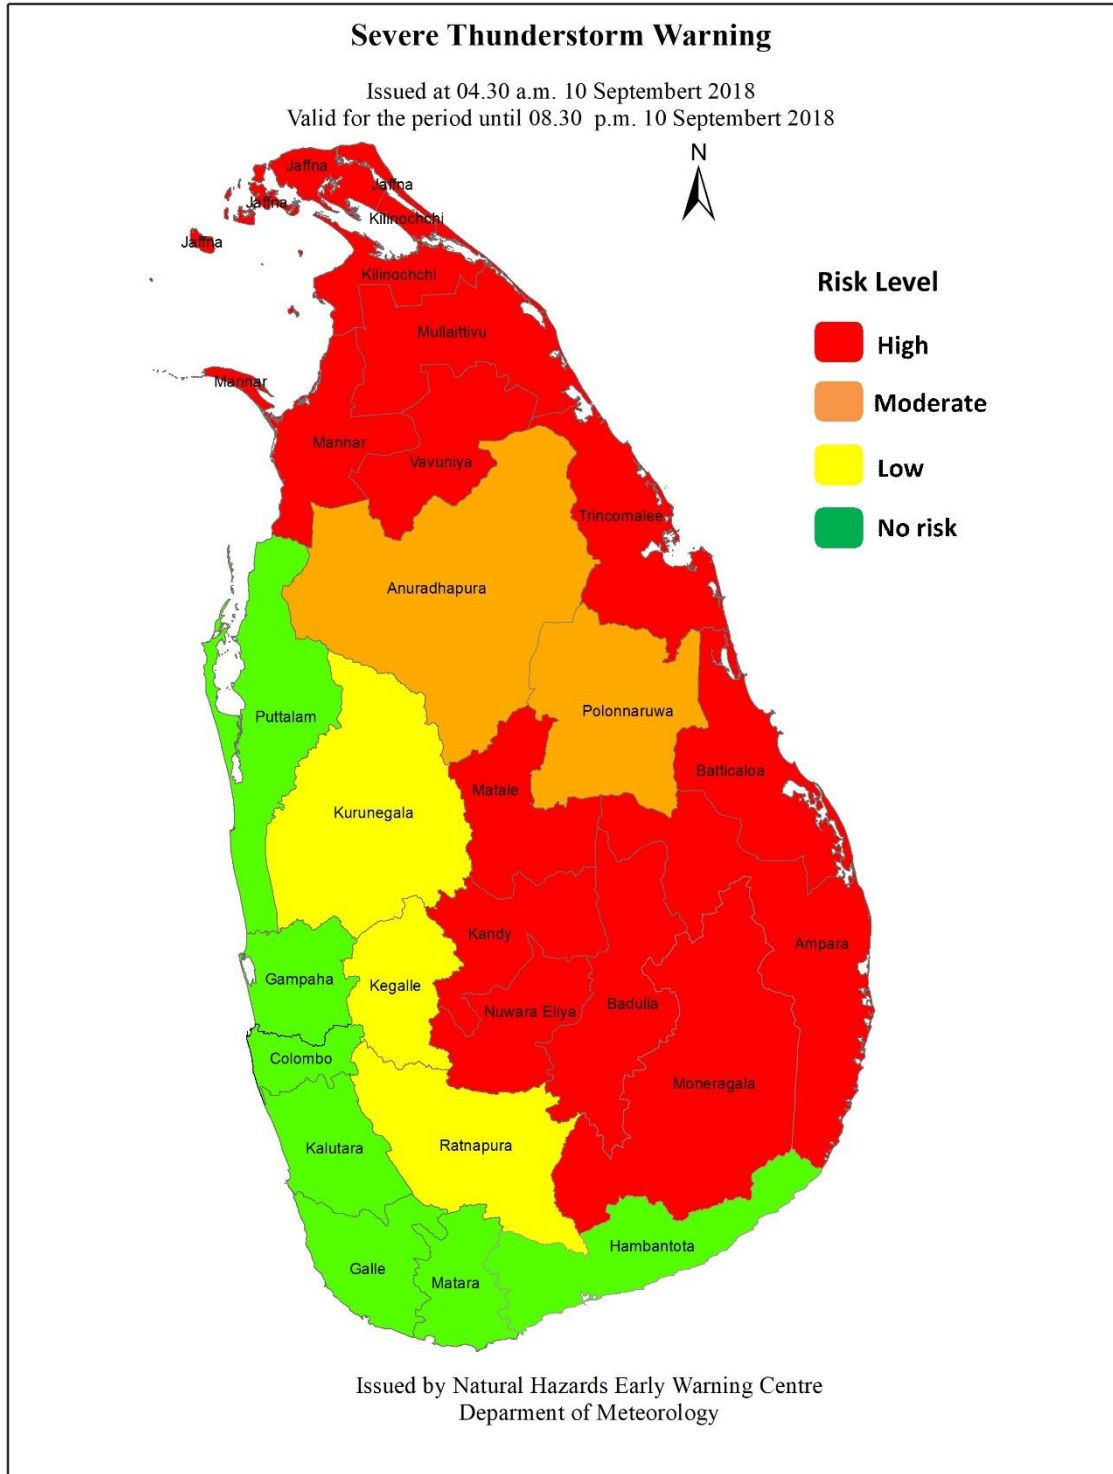 Severe Thunderstorm Warning
Issued at 04.30 a.m. 10 Septembert 2018
Valid for the period until 08.30 p.m. 10 Septembert 2018
N
Jaffna
Jaffna
Jaffna
Kilinochchi
Jaffna
Kilinochchi
Risk Level
High
Mullaittivu
Mannar
Moderate
Mannar
Vavuniya
Low
Trincomalee
No risk
Anuradhapura
Polonnaruwa
Puttalam
Batticaloa
Matale
Kurunegala
Kandy
Ampara
Gampaha
Kegalle
Badulla
Nuwara Eliya
Colombo
Moneragala
Kalutara
Ratnapura
Hambantota
Galle
Matara
Issued by Natural Hazards Early Warning Centre
Deparment of Meteorology